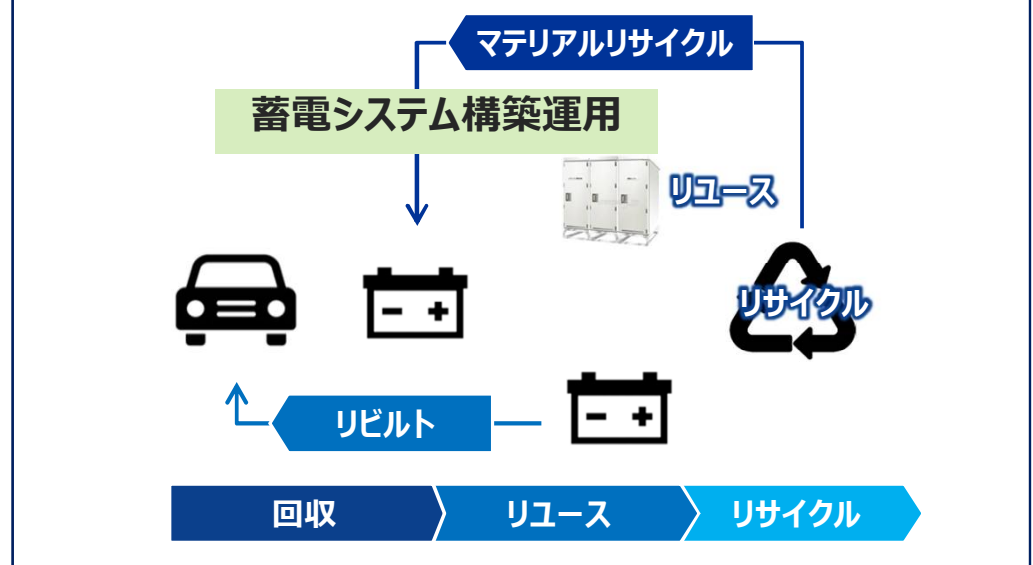 マテリアルリサイクル
蓄電システム構築運用
リユース
リサイクル
リビルト
回収
リユース
リサイクル